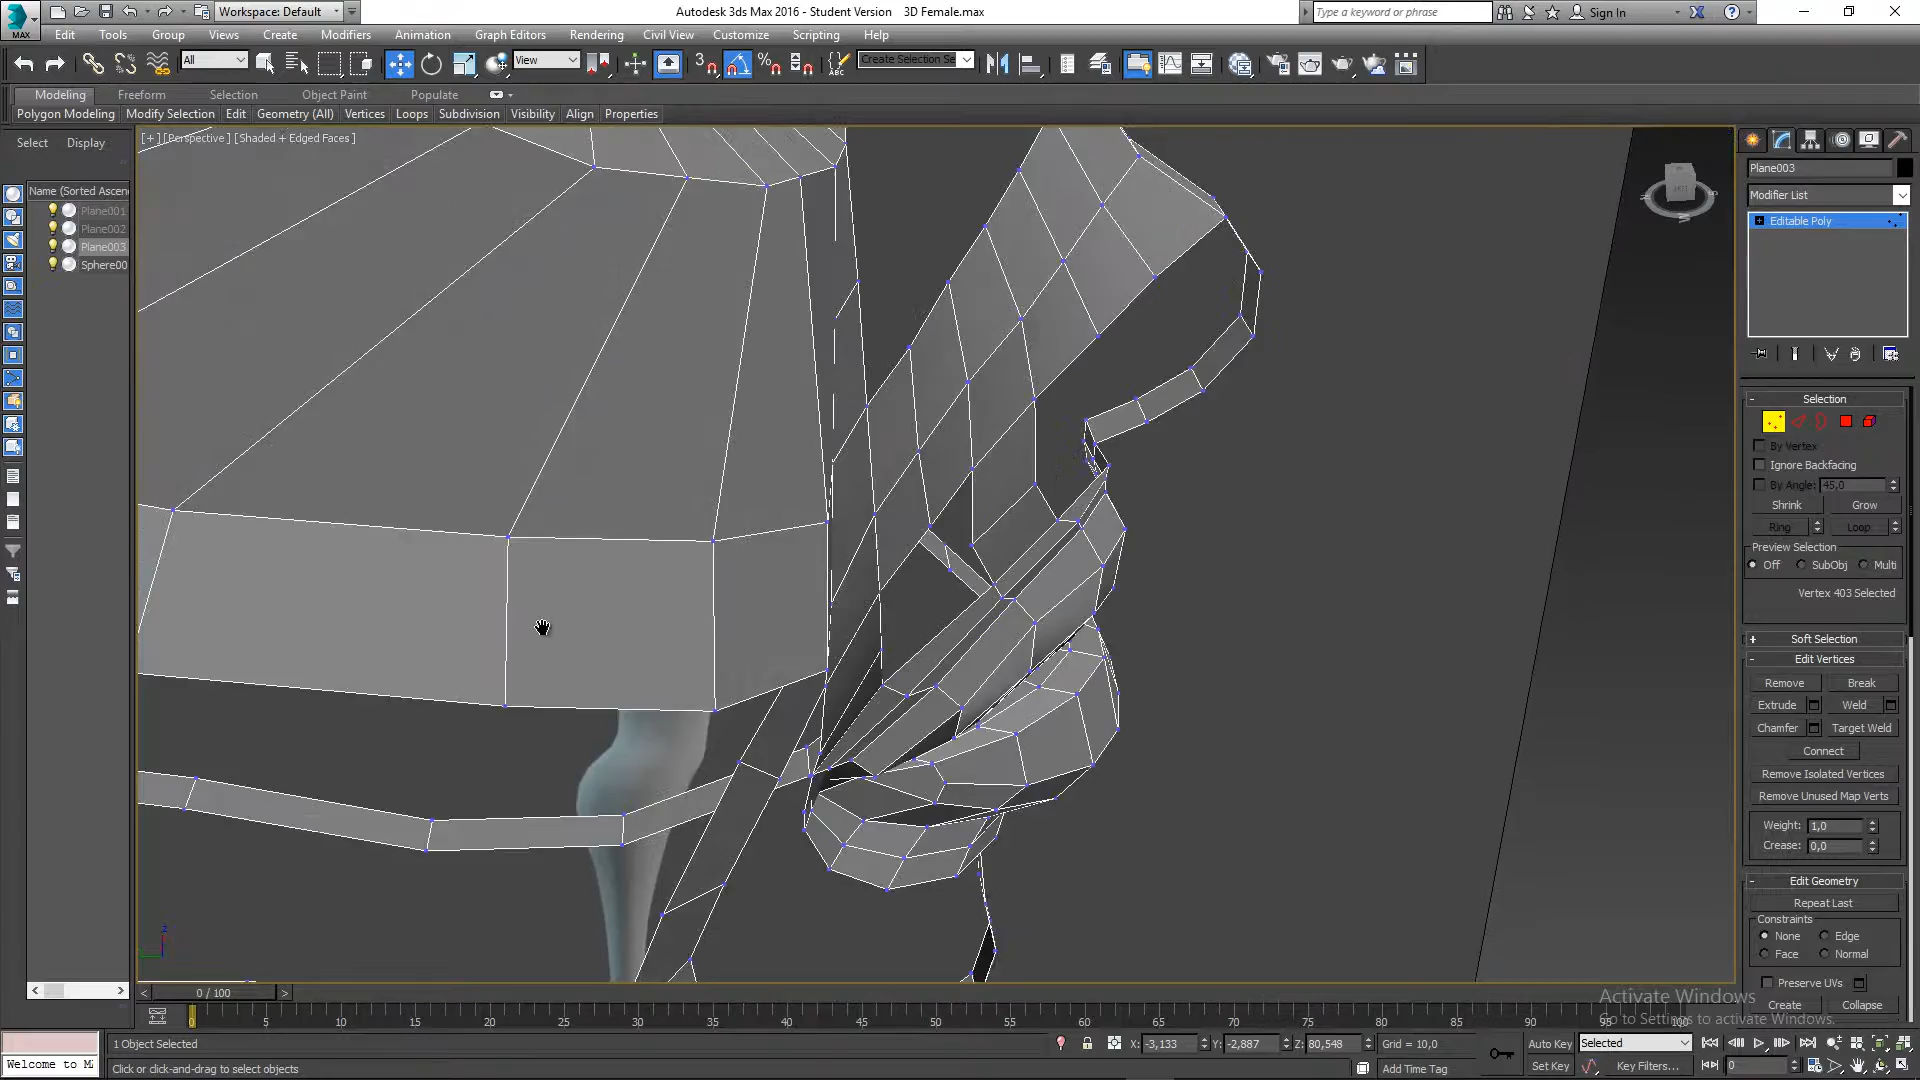 Workspace: Default
Autodesk 3ds Max 2016 - Student Version    3D Female.max
Type a keyword or phrase
Sign In
MAX
Edit Tools Group Views Create Modifiers Animation Graph Editors Rendering Civil View Customize Scripting Help
All
View
3
ABC
Create Selection Se
Modeling Freeform Selection Object Paint Populate
Polygon Modeling Modify Selection Edit Geometry (All) Vertices Loops Subdivision Visibility Align Properties
Select Display
[+] [Perspective] [Shaded + Edged Faces]
Plane003
Modifier List
Name (Sorted Ascen
Plane001
Plane002
Plane003
Sphere00
Editable Poly
Selection
By Vertex
Ignore Backfacing
By Angle: 45,0
Shrink Grow
Ring Loop
Preview Selection
Off SubObj Multi
Vertex 403 Selected
Soft Selection
Edit Vertices
Remove Break
Extrude Weld
Chamfer Target Weld
Connect
Remove Isolated Vertices
Remove Unused Map Verts
Weight: 1,0
Crease: 0,0
Edit Geometry
Repeat Last
Constraints
None Edge
Face Normal
Preserve UVs
Create Collapse
Activate Windows
Go to Settings to activate Windows.
z
< 0 / 100 >
0 5 10 15 20 25 30 35 40 45 50 55 60 65 70 75 80 85 90 95 100
1 Object Selected
X: -3,133 Y: -2,887 Z: 80,548 Grid = 10,0
Auto Key Selected
Welcome to M
Click or click-and-drag to select objects
Add Time Tag
Set Key Key Filters... 0